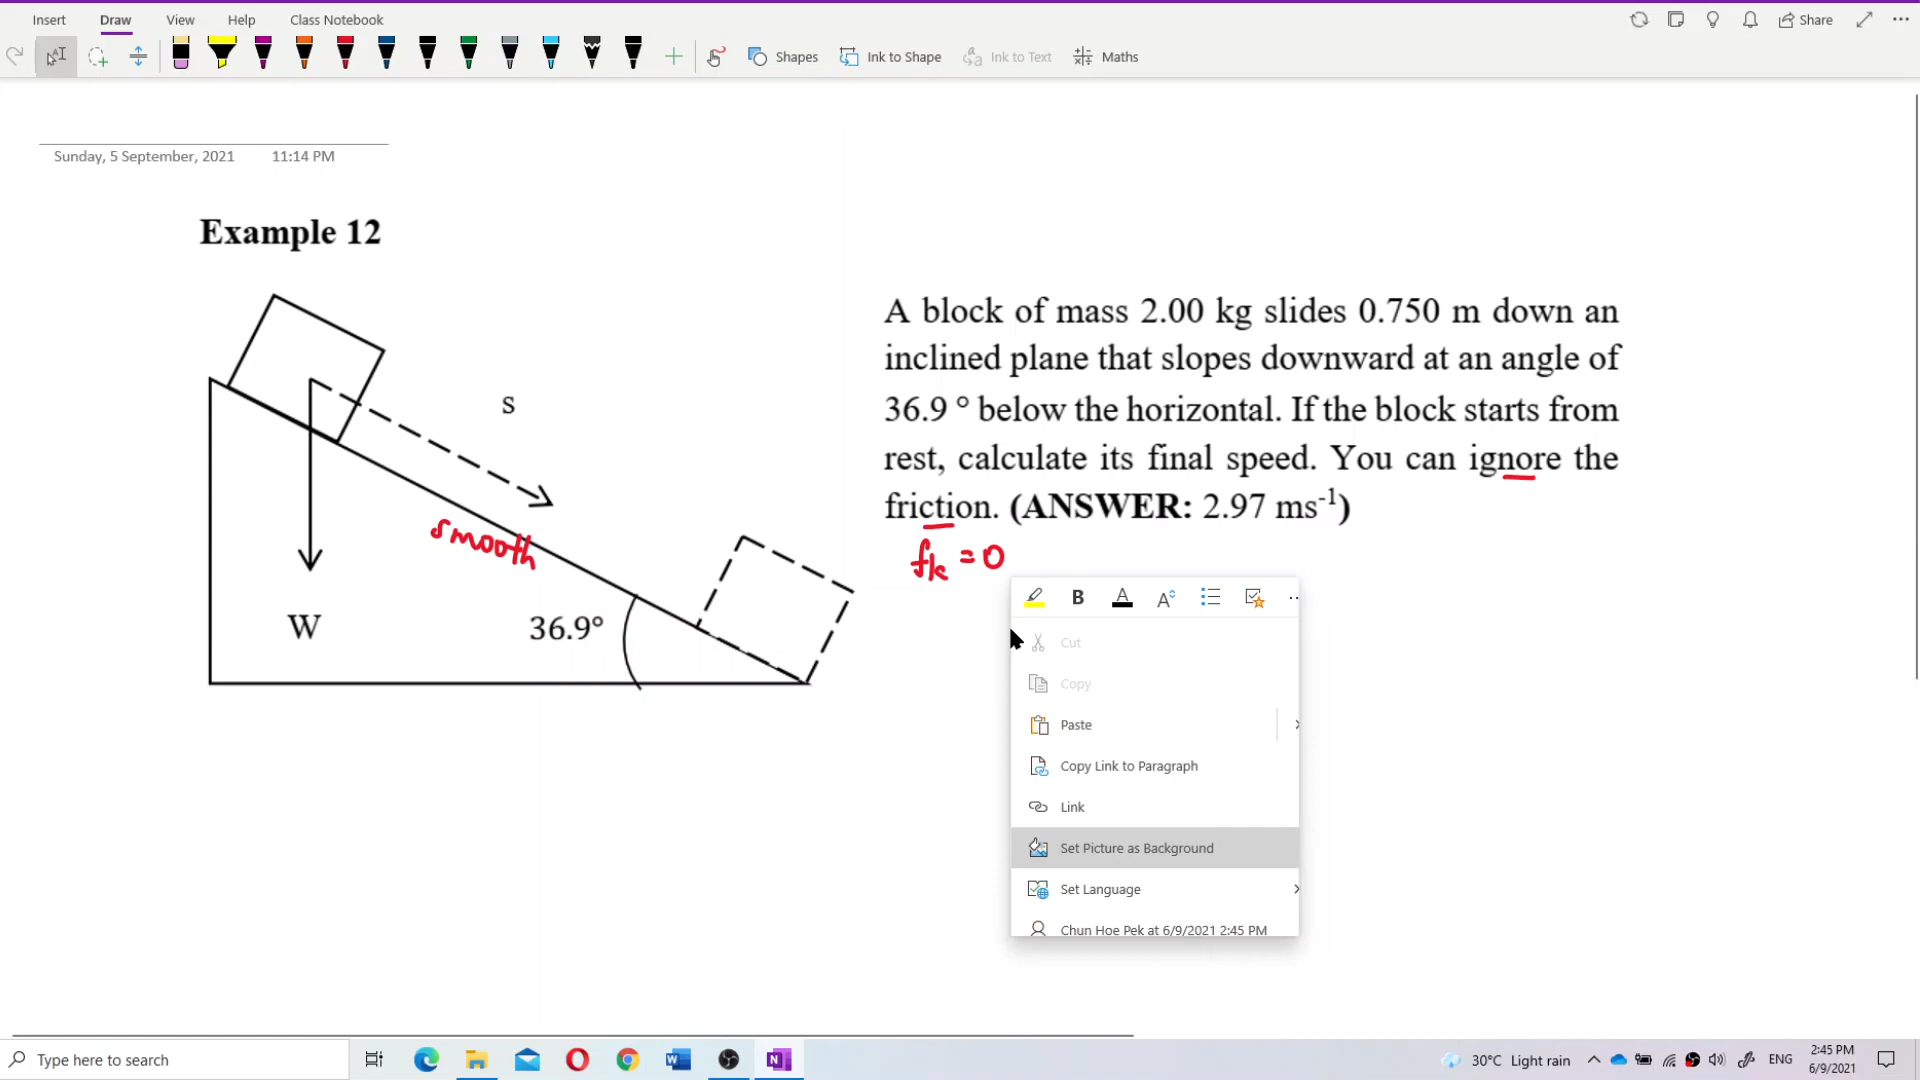 Insert Draw View Help Class Notebook Share
Shapes Ink to Shape Ink to Text Maths
Sunday, 5 September, 2021 11:14 PM
Example 12
A block of mass 2.00 kg slides 0.750 m down an
inclined plane that slopes downward at an angle of
36.9 ° below the horizontal. If the block starts from
rest, calculate its final speed. You can ignore the
friction. (ANSWER: 2.97 ms⁻¹)
s
smooth
fk = 0
W
36.9°
B A A
Cut
Copy
Paste
Copy Link to Paragraph
Link
Set Picture as Background
Set Language
Chun Hoe Pek at 6/9/2021 2:45 PM
Type here to search
30°C Light rain
ENG
2:45 PM
6/9/2021